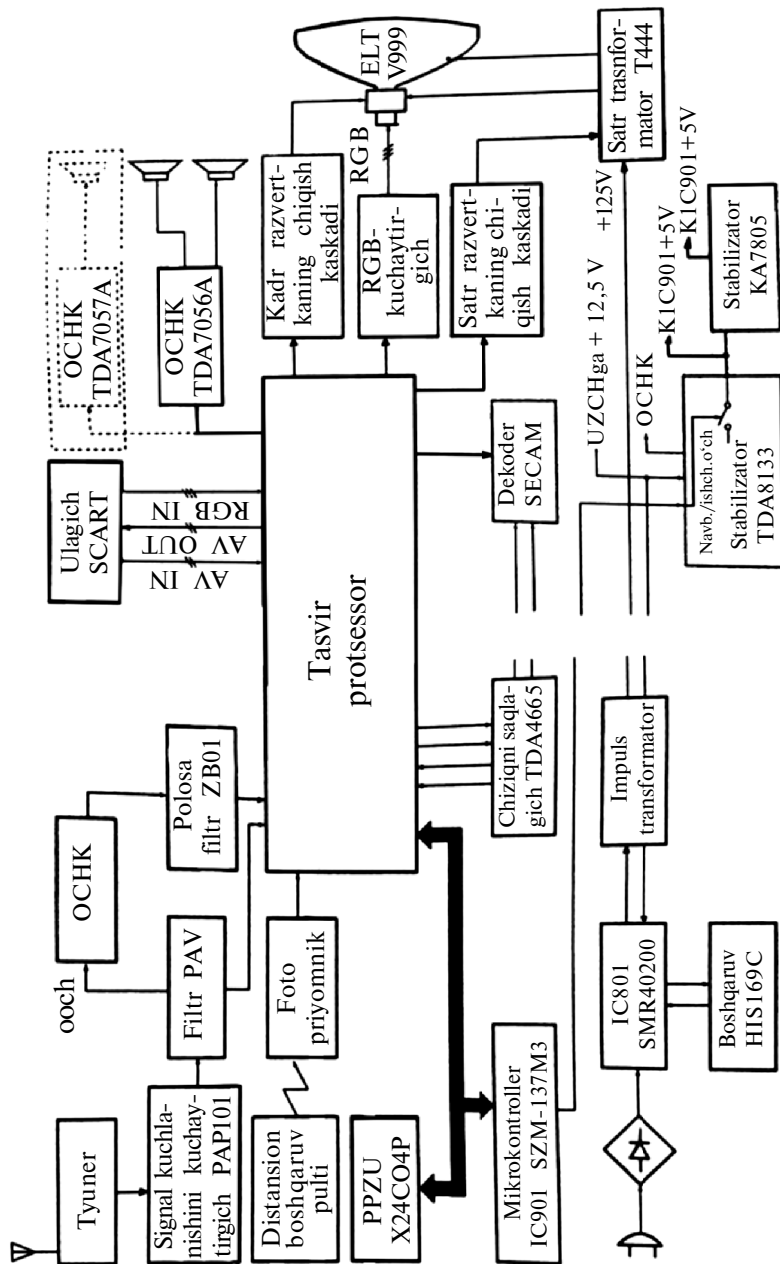 Tyuner
Signal kuchla-
nishini kuchay-
tirgich PAP101
Filtr PAV
ooch
OCHK
Polosa
filtr ZB01
Distansion
boshqaruv
pulti
Foto
priyomnik
PPZU
X24CO4P
Mikrokontroller
IC901 SZM-137M3
Ulagich
SCART
AV IN
AV OUT
RGB IN
OCHK
TDA7057A
OCHK
TDA7056A
Tasvir
protsessor
Kadr razvert-
kaning chiqish
kaskadi
RGB-
kuchaytir-
gich
RGB
Satr razvert-
kaning chi-
qish kaskadi
ELT
V999
Satr trasnfor-
mator T444
Chiziqni saqla-
gich TDA4665
Dekoder
SECAM
IC801
SMR40200
Boshqaruv
HIS169C
Impuls
transformator
UZCHga + 12,5 V
+125V
OCHK
K1C901+5V
K1C901+5V
Navb./ishch.o‘ch
Stabilizator
TDA8133
Stabilizator
KA7805